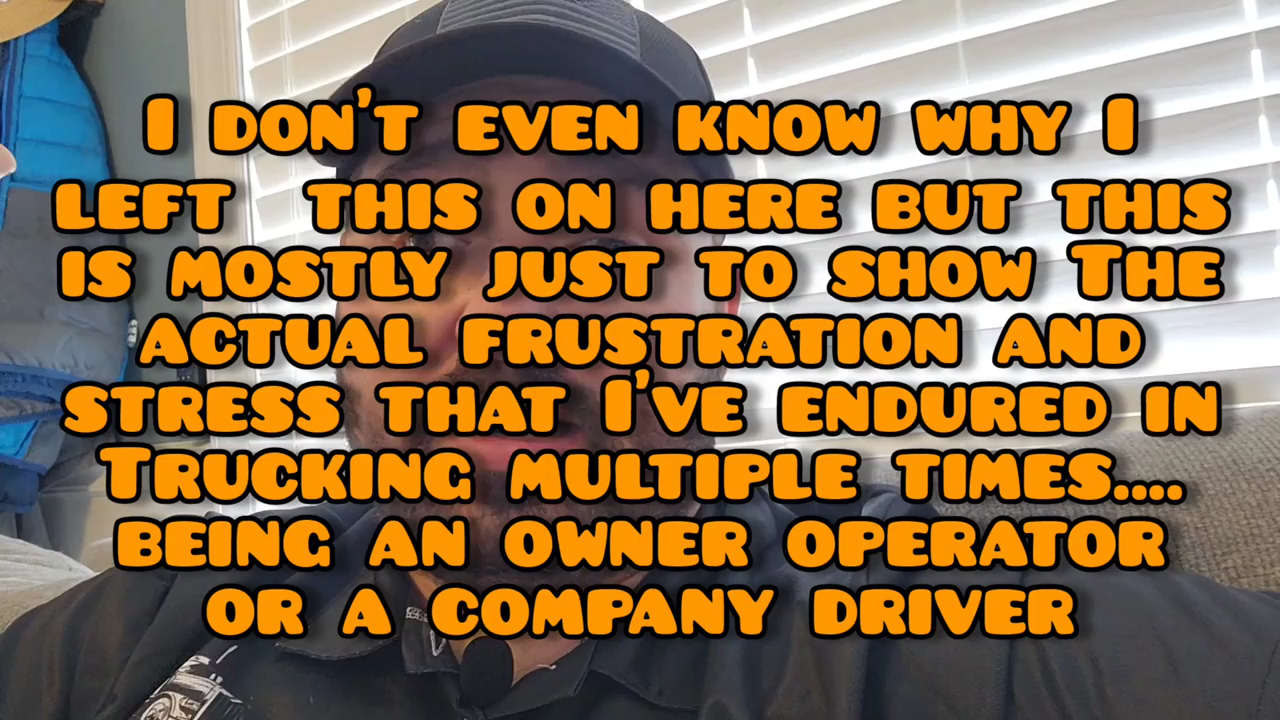 I DON'T EVEN KNOW WHY I
LEFT THIS ON HERE BUT THIS
IS MOSTLY JUST TO SHOW THE
ACTUAL FRUSTRATION AND
STRESS THAT I'VE ENDURED IN
TRUCKING MULTIPLE TIMES....
BEING AN OWNER OPERATOR
OR A COMPANY DRIVER